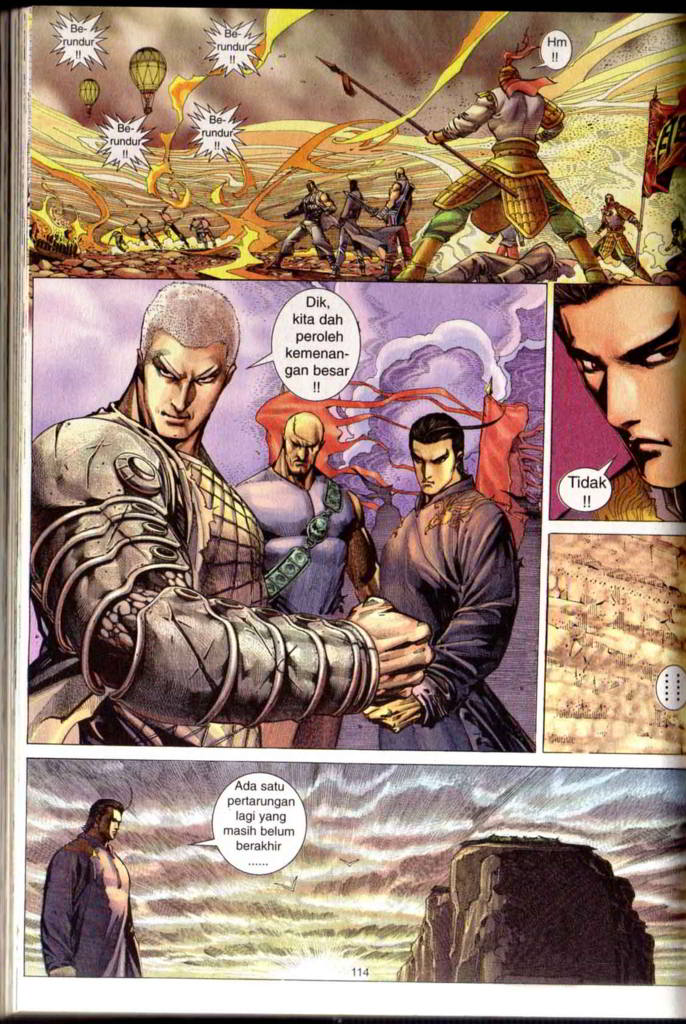 Be-
rundur
!!
Be-
rundur
!!
Be-
rundur
!!
Be-
rundur
!!
Hm
!!
Dik,
kita dah
peroleh
kemenan-
gan besar
!!
Tidak
!!
......
Ada satu
pertarungan
lagi yang
masih belum
berakhir
......
114